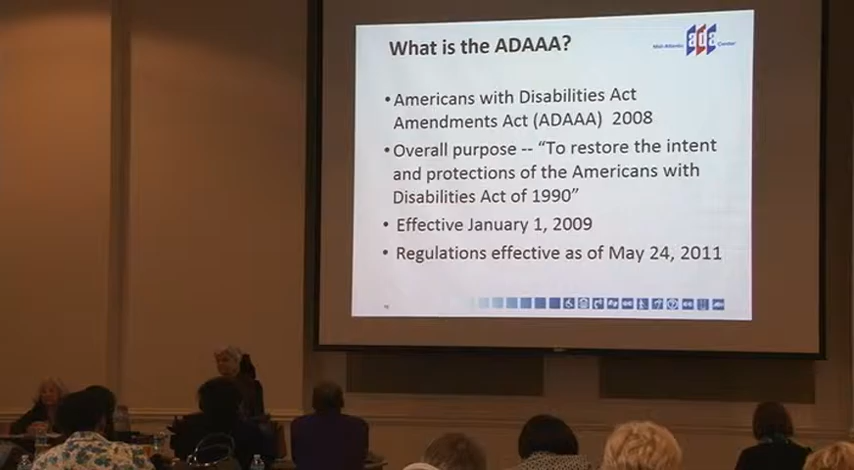 What is the ADAAA?
Mid-Atlantic ada Center
• Americans with Disabilities Act
Amendments Act (ADAAA) 2008
• Overall purpose -- “To restore the intent
and protections of the Americans with
Disabilities Act of 1990”
• Effective January 1, 2009
• Regulations effective as of May 24, 2011